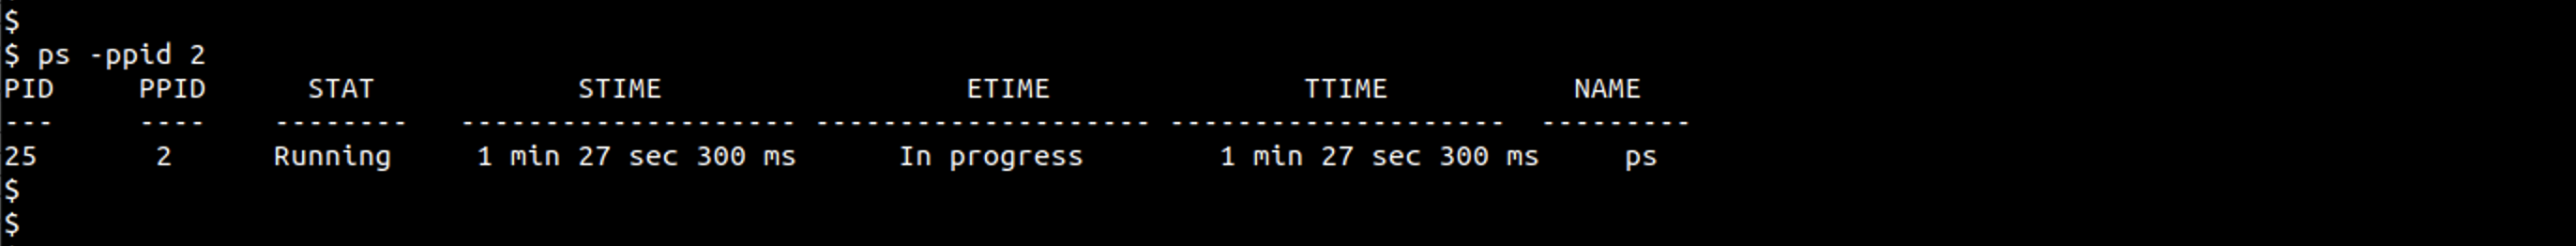 $
$ ps -ppid 2
PID     PPID      STAT            STIME                  ETIME               TTIME           NAME
---     ----    --------   -------------------- -------------------- --------------------  ---------
25       2      Running     1 min 27 sec 300 ms      In progress        1 min 27 sec 300 ms     ps
$
$